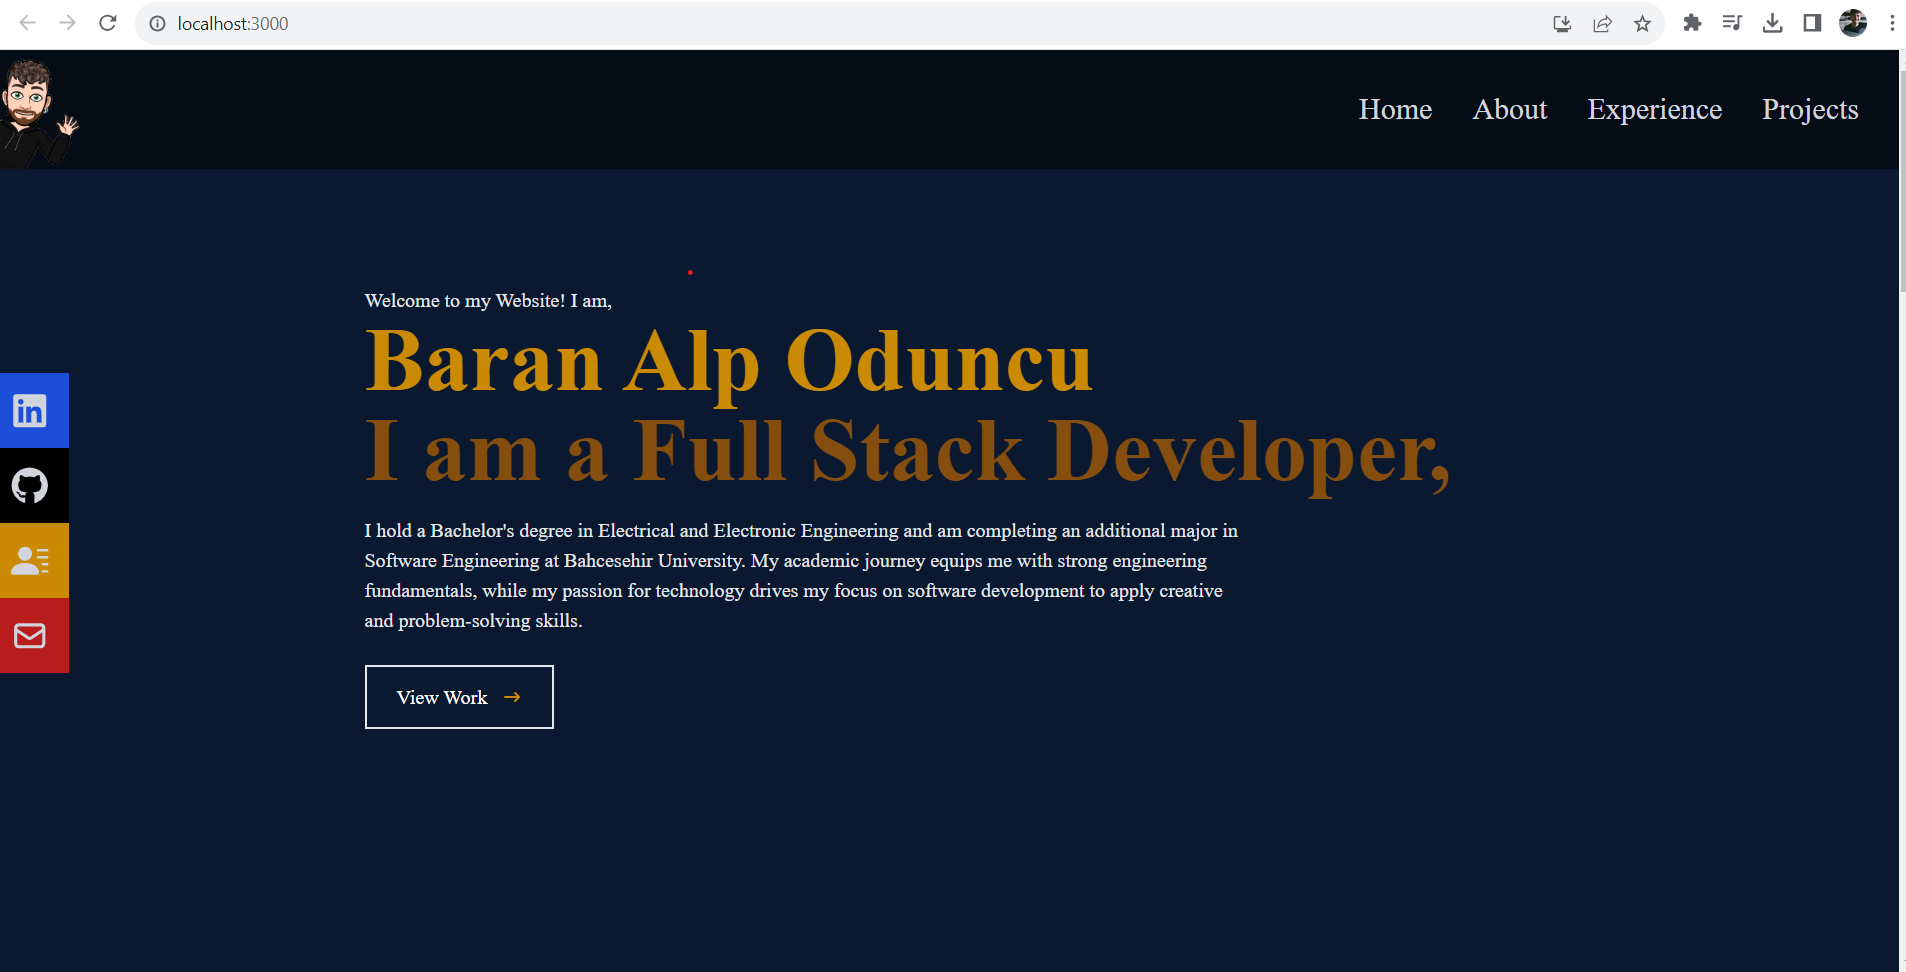 localhost:3000
Home About Experience Projects
Welcome to my Website! I am,
Baran Alp Oduncu
I am a Full Stack Developer,
in
I hold a Bachelor's degree in Electrical and Electronic Engineering and am completing an additional major in
Software Engineering at Bahcesehir University. My academic journey equips me with strong engineering
fundamentals, while my passion for technology drives my focus on software development to apply creative
and problem-solving skills.
View Work